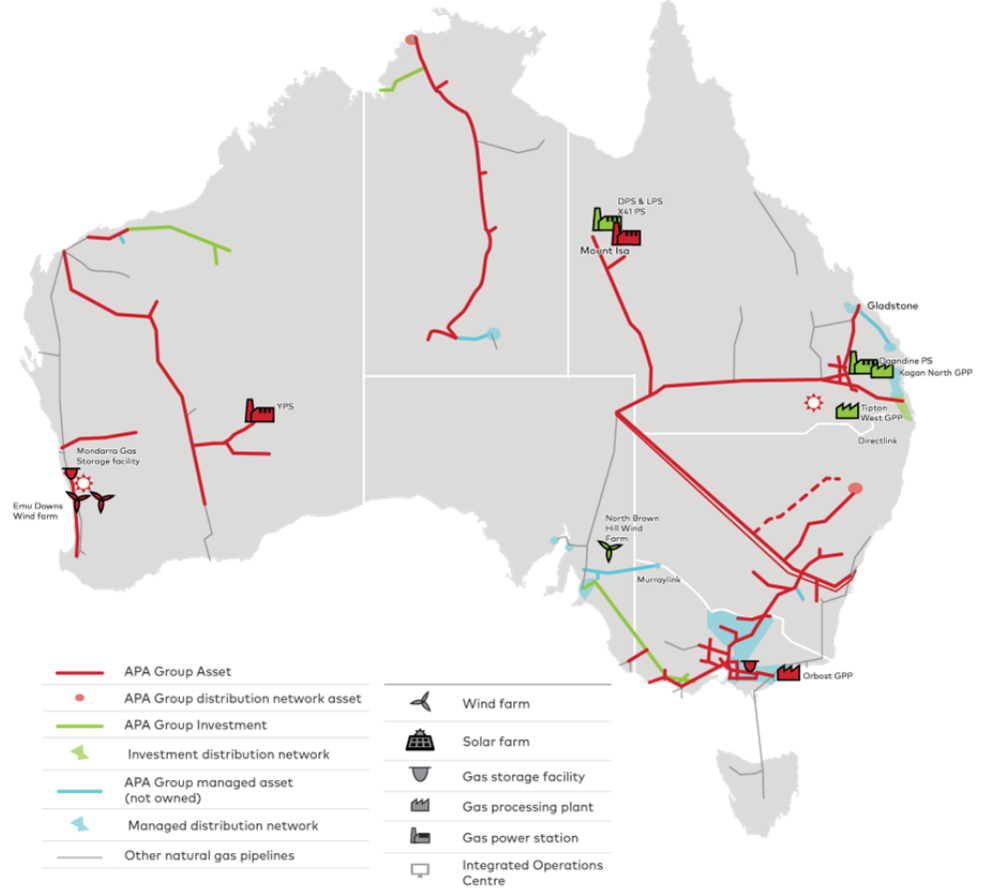 DPS & LPS
X41 PS
Mount Isa
Gladstone
Daandine PS
Kogan North GPP
Tipton
West GPP
Directlink
YPS
Mondarra Gas
Storage facility
Emu Downs
Wind farm
North Brown
Hill Wind
Farm
Murraylink
Orbost GPP
APA Group Asset
APA Group distribution network asset
APA Group Investment
Investment distribution network
APA Group managed asset
(not owned)
Managed distribution network
Other natural gas pipelines
Wind farm
Solar farm
Gas storage facility
Gas processing plant
Gas power station
Integrated Operations
Centre